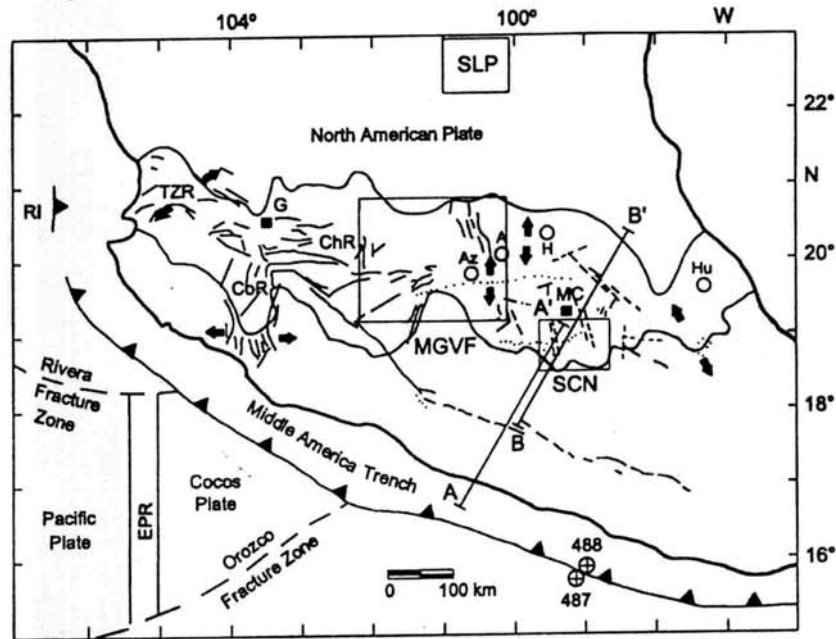 104°
100°
W
SLP
22°
North American Plate
N
TZR
G
RI
B'
20°
ChR
A
H
Az
Hu
CoR
MC
A'
MGVF
SCN
18°
Rivera
Fracture
Zone
Middle America Trench
B
A
Cocos
Plate
Pacific
Plate
EPR
Orozco
Fracture Zone
488
487
16°
0 100 km